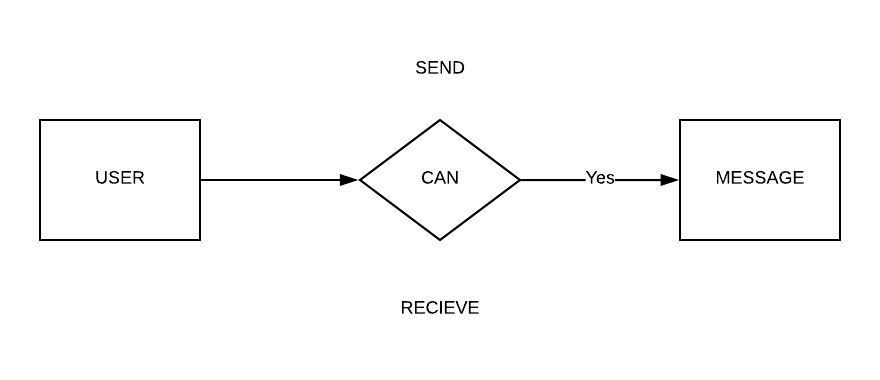 SEND
USER
CAN
Yes
MESSAGE
RECIEVE